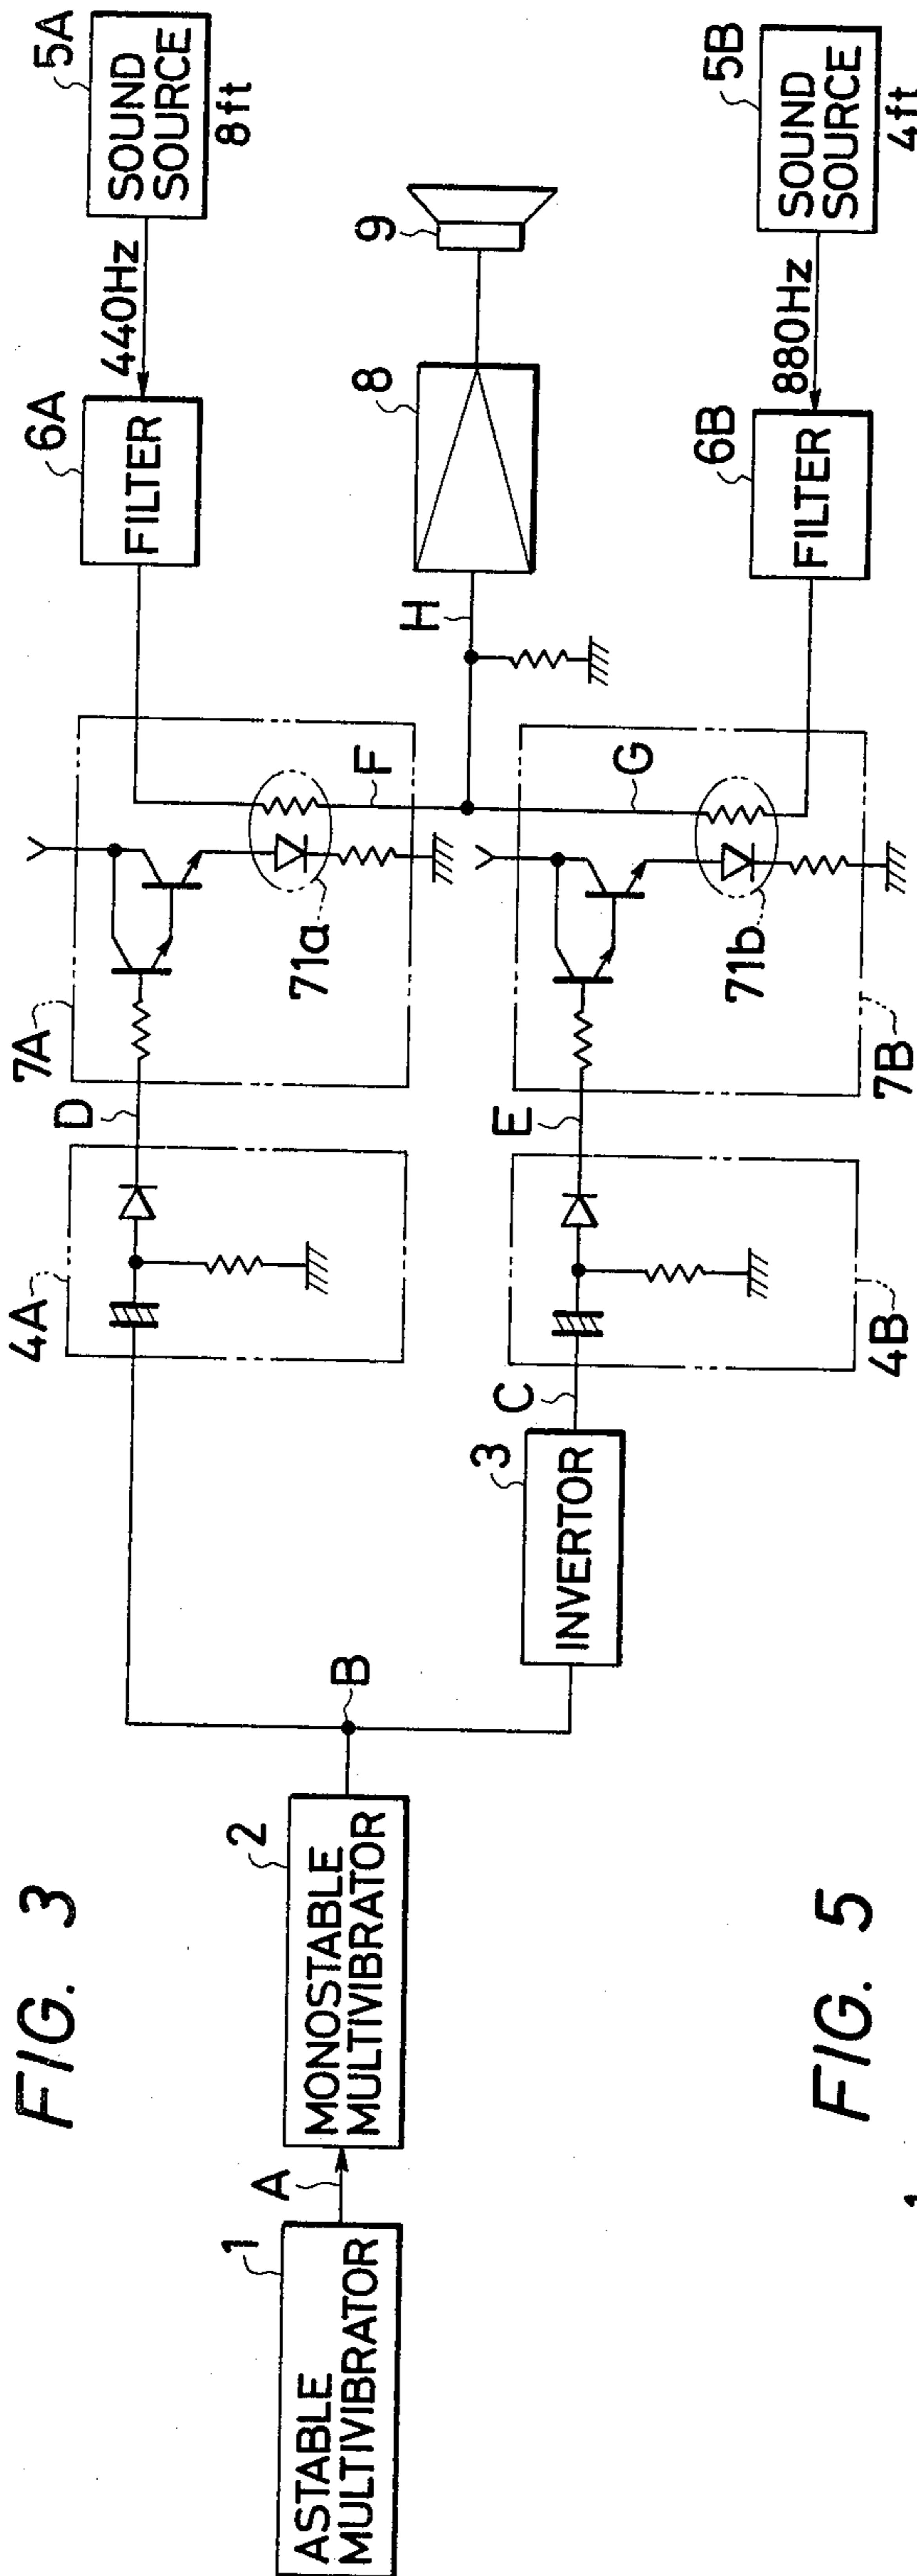 FIG. 3
1
ASTABLE
MULTIVIBRATOR
A
2
MONOSTABLE
MULTIVIBRATOR
B
3
INVERTOR
C
4A
4B
D
E
7A
7B
71a
71b
F
G
H
6A
FILTER
440Hz
5A
SOUND
SOURCE
8ft
8
9
6B
FILTER
880Hz
5B
SOUND
SOURCE
4ft
FIG. 5
1